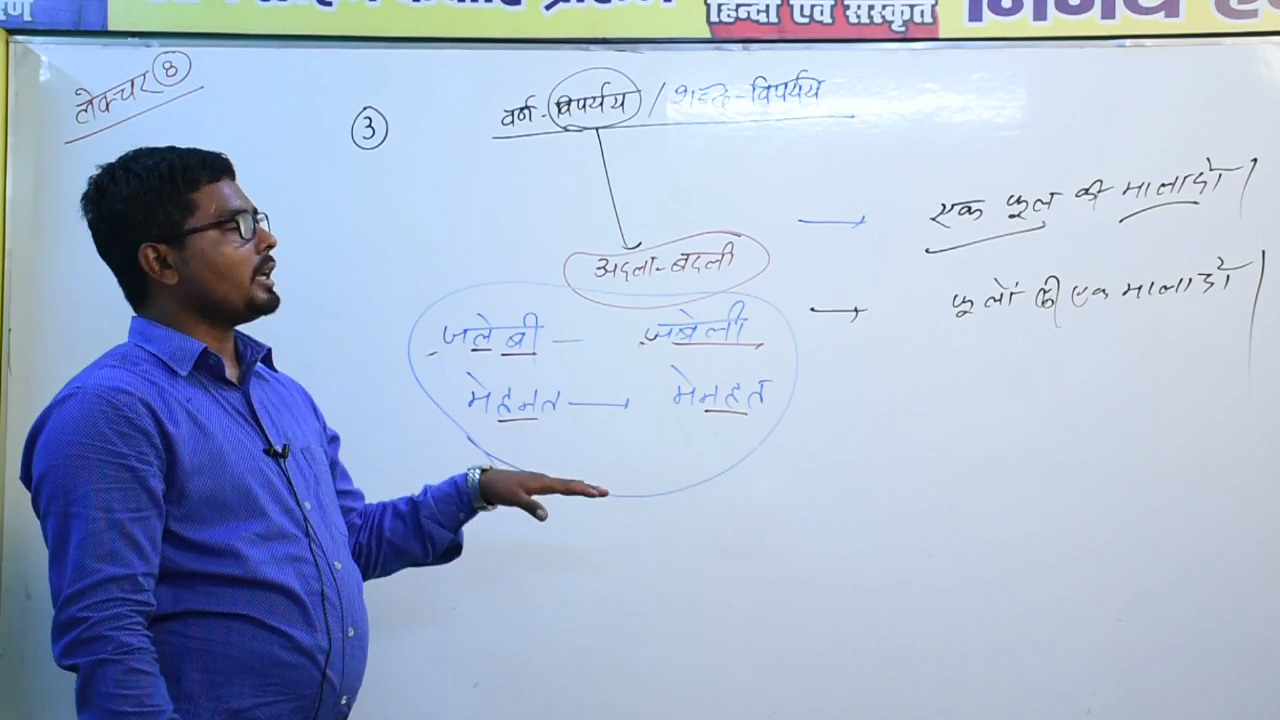 हिन्दी एवं संस्कृत
लेक्चर 8
3
वर्न - विपर्यय / शब्द - विपर्यय
अदला - बदली
जलेबी – जबेली
मेहनत → मेनहत
→ एक फूल की माला दो।
→ फूलों की एक माला दो।